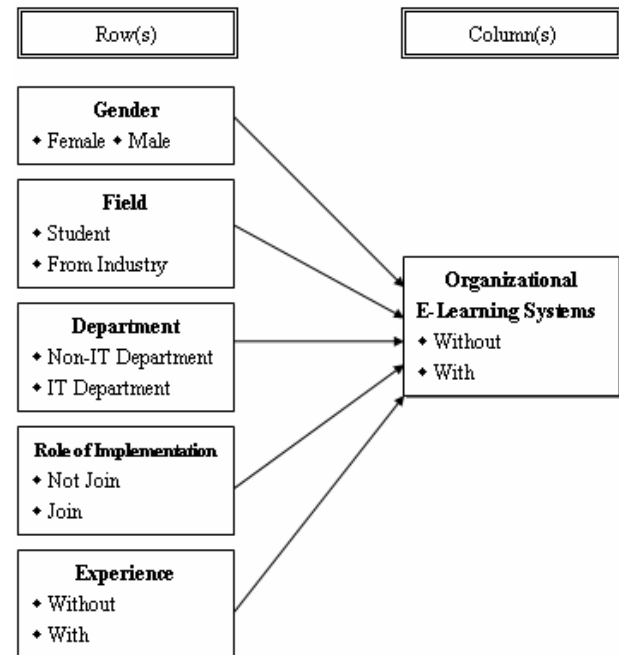 Row(s)
Column(s)
Gender
◆ Female ◆ Male
Field
◆ Student
◆ From Industry
Department
◆ Non-IT Department
◆ IT Department
Role of Implementation
◆ Not Join
◆ Join
Experience
◆ Without
◆ With
Organizational
E-Learning Systems
◆ Without
◆ With